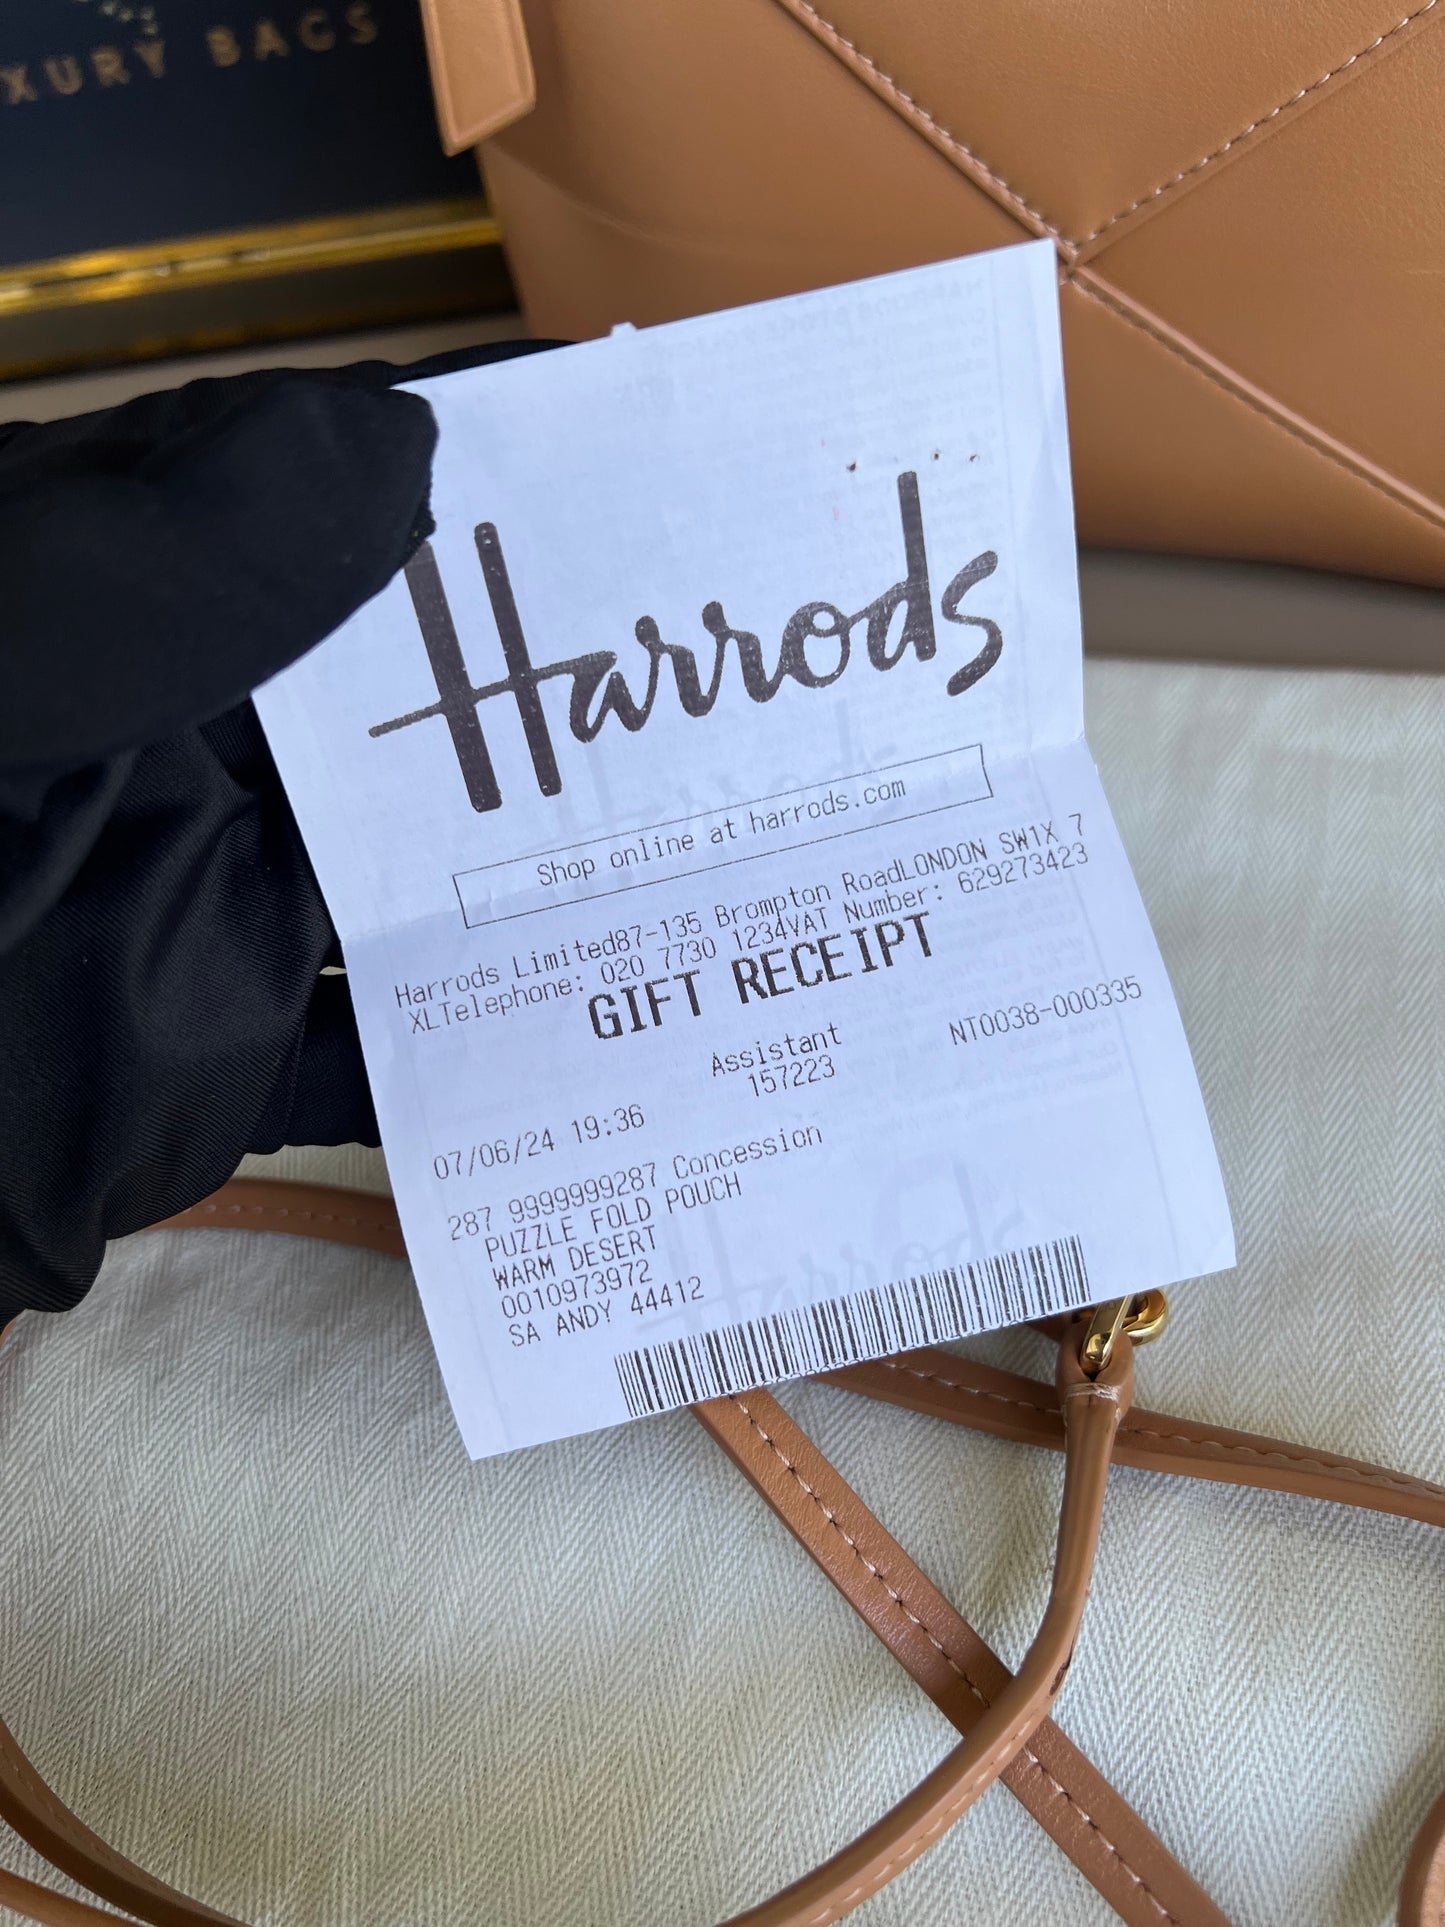 XURY BAGS
Harrods
Shop online at harrods.com
Harrods Limited87-135 Brompton RoadLONDON SW1X 7
XLTelephone: 020 7730 1234VAT Number: 629273423
GIFT RECEIPT
Assistant NT0038-000335
157223
07/06/24 19:36
287 9999999287 Concession
PUZZLE FOLD POUCH
WARM DESERT
0010973972
SA ANDY 44412